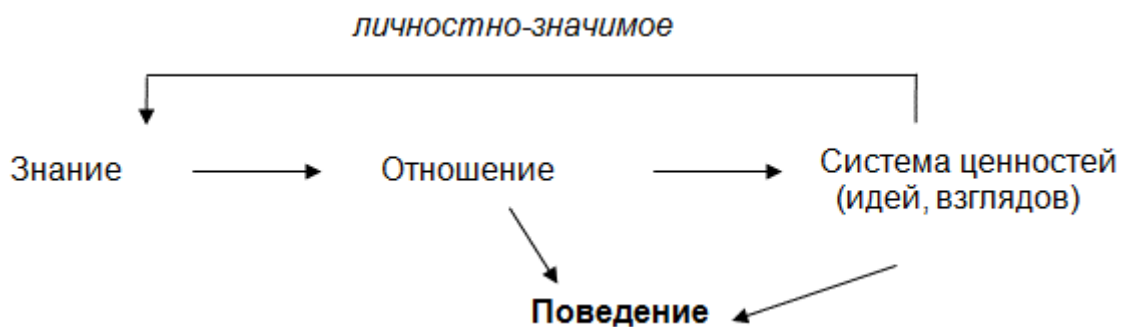 личностно-значимое
Знание
Отношение
Система ценностей
(идей, взглядов)
Поведение